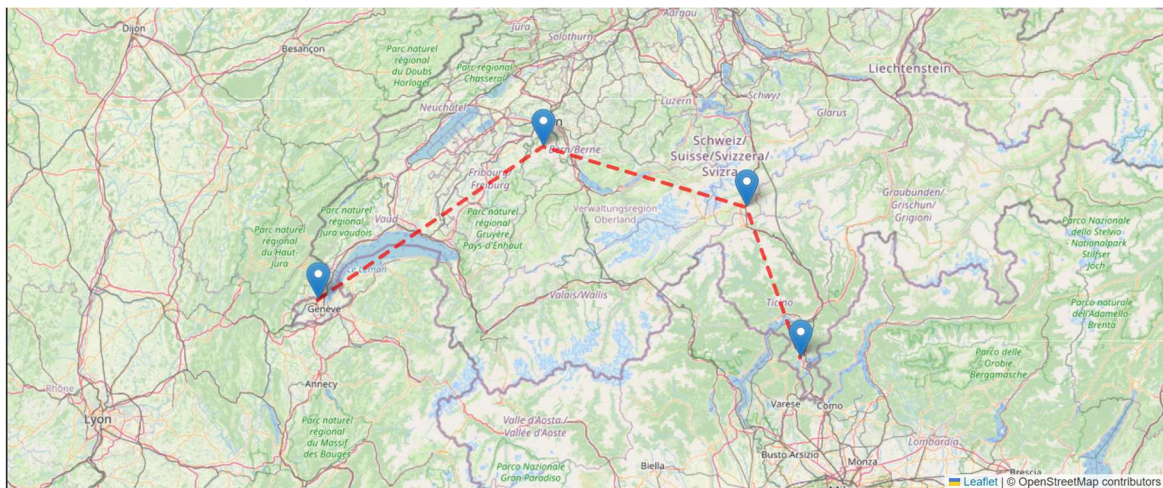 Aargau
Dijon
Jura
Solothurn
Besançon
Parc naturel
régional
du Doubs
Horloger
Parc régional
Chasseral
Liechtenstein
Neuchâtel
Luzern
Schwyz
Glarus
Bern/Berne
Schweiz/
Suisse/Svizzera/
Svizra
Fribourg/
Freiburg
Verwaltungsregion
Oberland
Graubünden/
Grischun/
Grigioni
Parc naturel
régional
Jura vaudois
Vaud
Parc naturel
régional
Gruyère
Pays-d'Enhaut
Parc naturel
régional
du Haut-
Jura
Parco Nazionale
dello Stelvio
- Nationalpark
Stilfser
Joch
Le Léman
Genève
Valais/Wallis
Ticino
Parco naturale
dell'Adamello-
Brenta
Parco delle
Orobie
Bergamasche
Annecy
Rhône
Lyon
Varese
Como
Parc naturel
régional
du Massif
des Bauges
Valle d'Aosta /
Vallée d'Aoste
Lombardia
Busto Arsizio
Monza
Biella
Parco Nazionale
Gran Paradiso
Brescia
Leaflet | © OpenStreetMap contributors